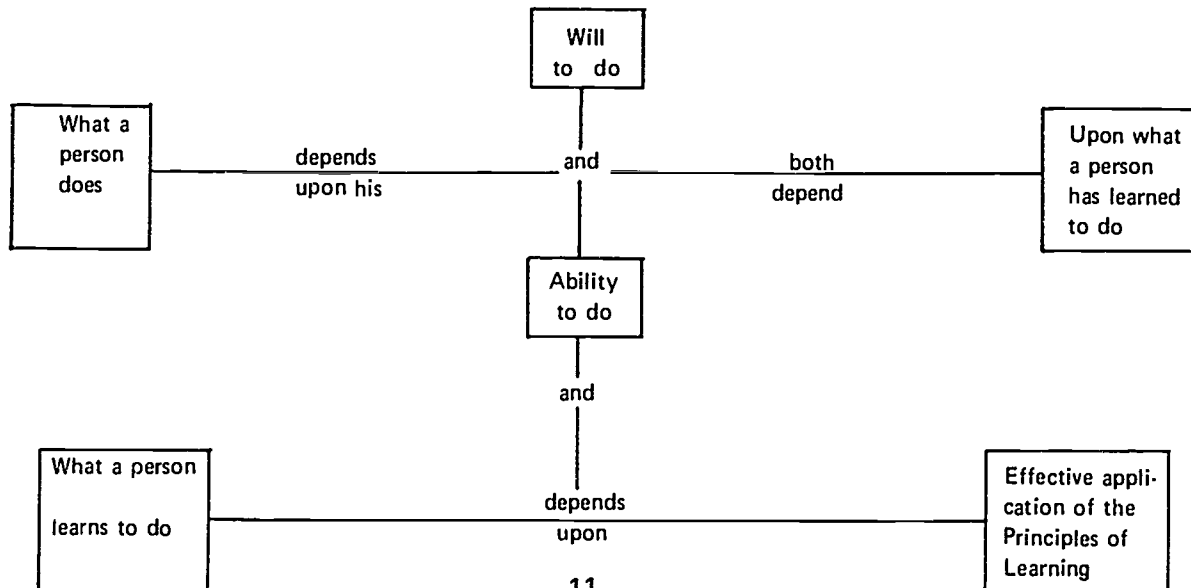 Will
to do
What a
person
does
depends
upon his
and
both
depend
Upon what
a person
has learned
to do
Ability
to do
and
What a person
learns to do
depends
upon
Effective appli-
cation of the
Principles of
Learning
11